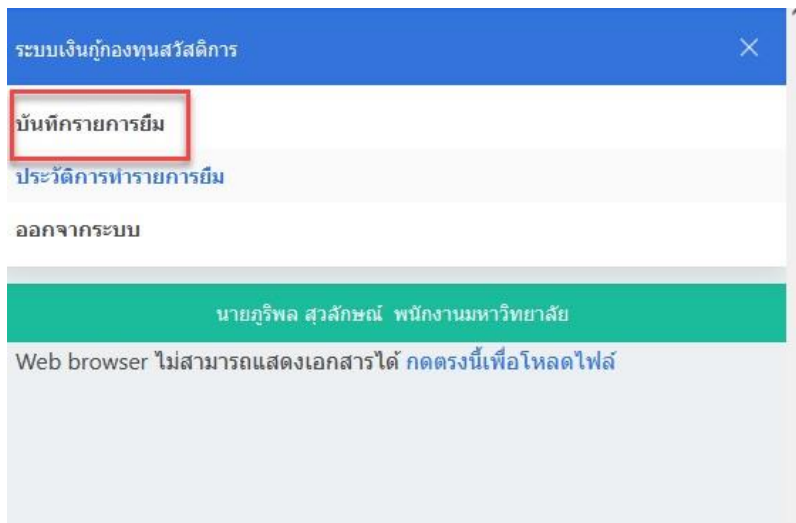 ระบบเงินกู้กองทุนสวัสดิการ
บันทึกรายการยืม
ประวัติการทำรายการยืม
ออกจากระบบ
นายภูริพล สุวลักษณ์ พนักงานมหาวิทยาลัย
Web browser ไม่สามารถแสดงเอกสารได้ กดตรงนี้เพื่อโหลดไฟล์